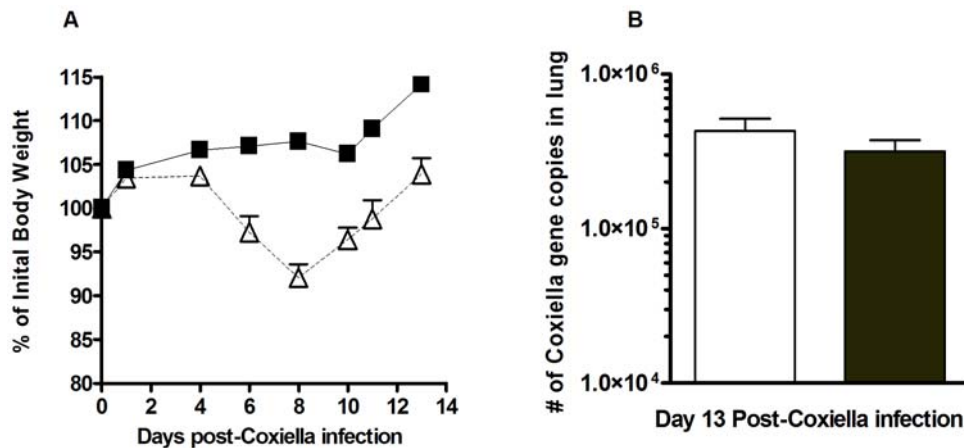 A
% of Inital Body Weight
115
110
105
100
95
90
85
80
0 2 4 6 8 10 12 14
Days post-Coxiella infection
B
# of Coxiella gene copies in lung
1.0×10⁶
1.0×10⁵
1.0×10⁴
Day 13 Post-Coxiella infection